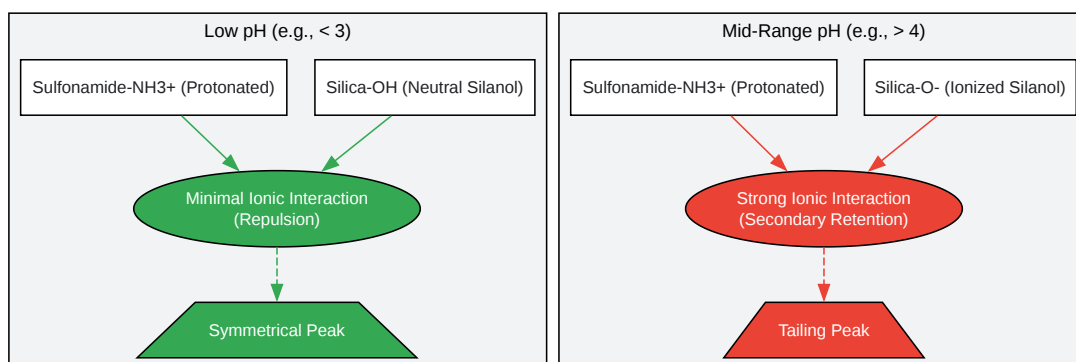 Low pH (e.g., < 3)
Sulfonamide-NH3+ (Protonated)
Silica-OH (Neutral Silanol)
Minimal Ionic Interaction
(Repulsion)
Symmetrical Peak
Mid-Range pH (e.g., > 4)
Sulfonamide-NH3+ (Protonated)
Silica-O- (Ionized Silanol)
Strong Ionic Interaction
(Secondary Retention)
Tailing Peak